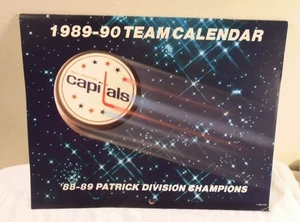 1989-90 TEAM CALENDAR
capitals
'88-89 PATRICK DIVISION CHAMPIONS